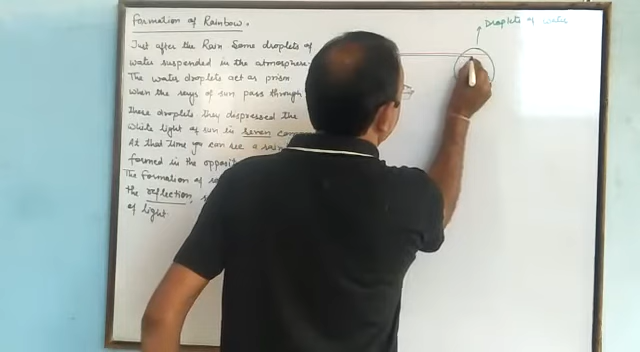 Formation of Rainbow.
Droplets of water
Just after the Rain Some droplets of
water suspended in the atmosphere.
The water droplets act as prism
when the rays of sun pass through
these droplets they dispressed the
white light of sun in seven
At that time you can see a
formed in the
The Formation of
the reflection,
of light.